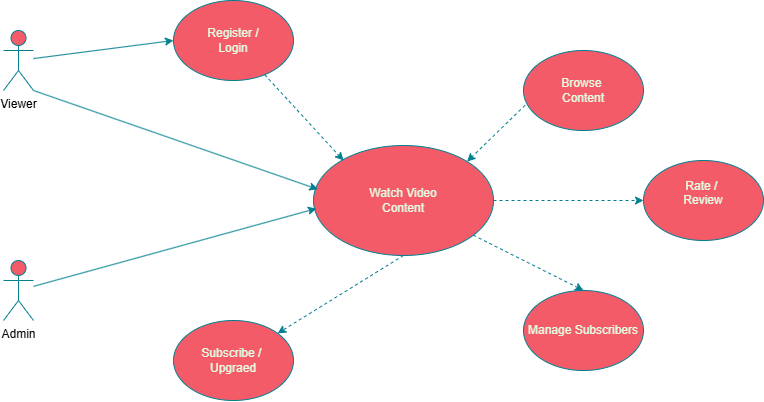 Register /
Login
Viewer
Browse
Content
Watch Video
Content
Rate /
Review
Admin
Manage Subscribers
Subscribe /
Upgraed